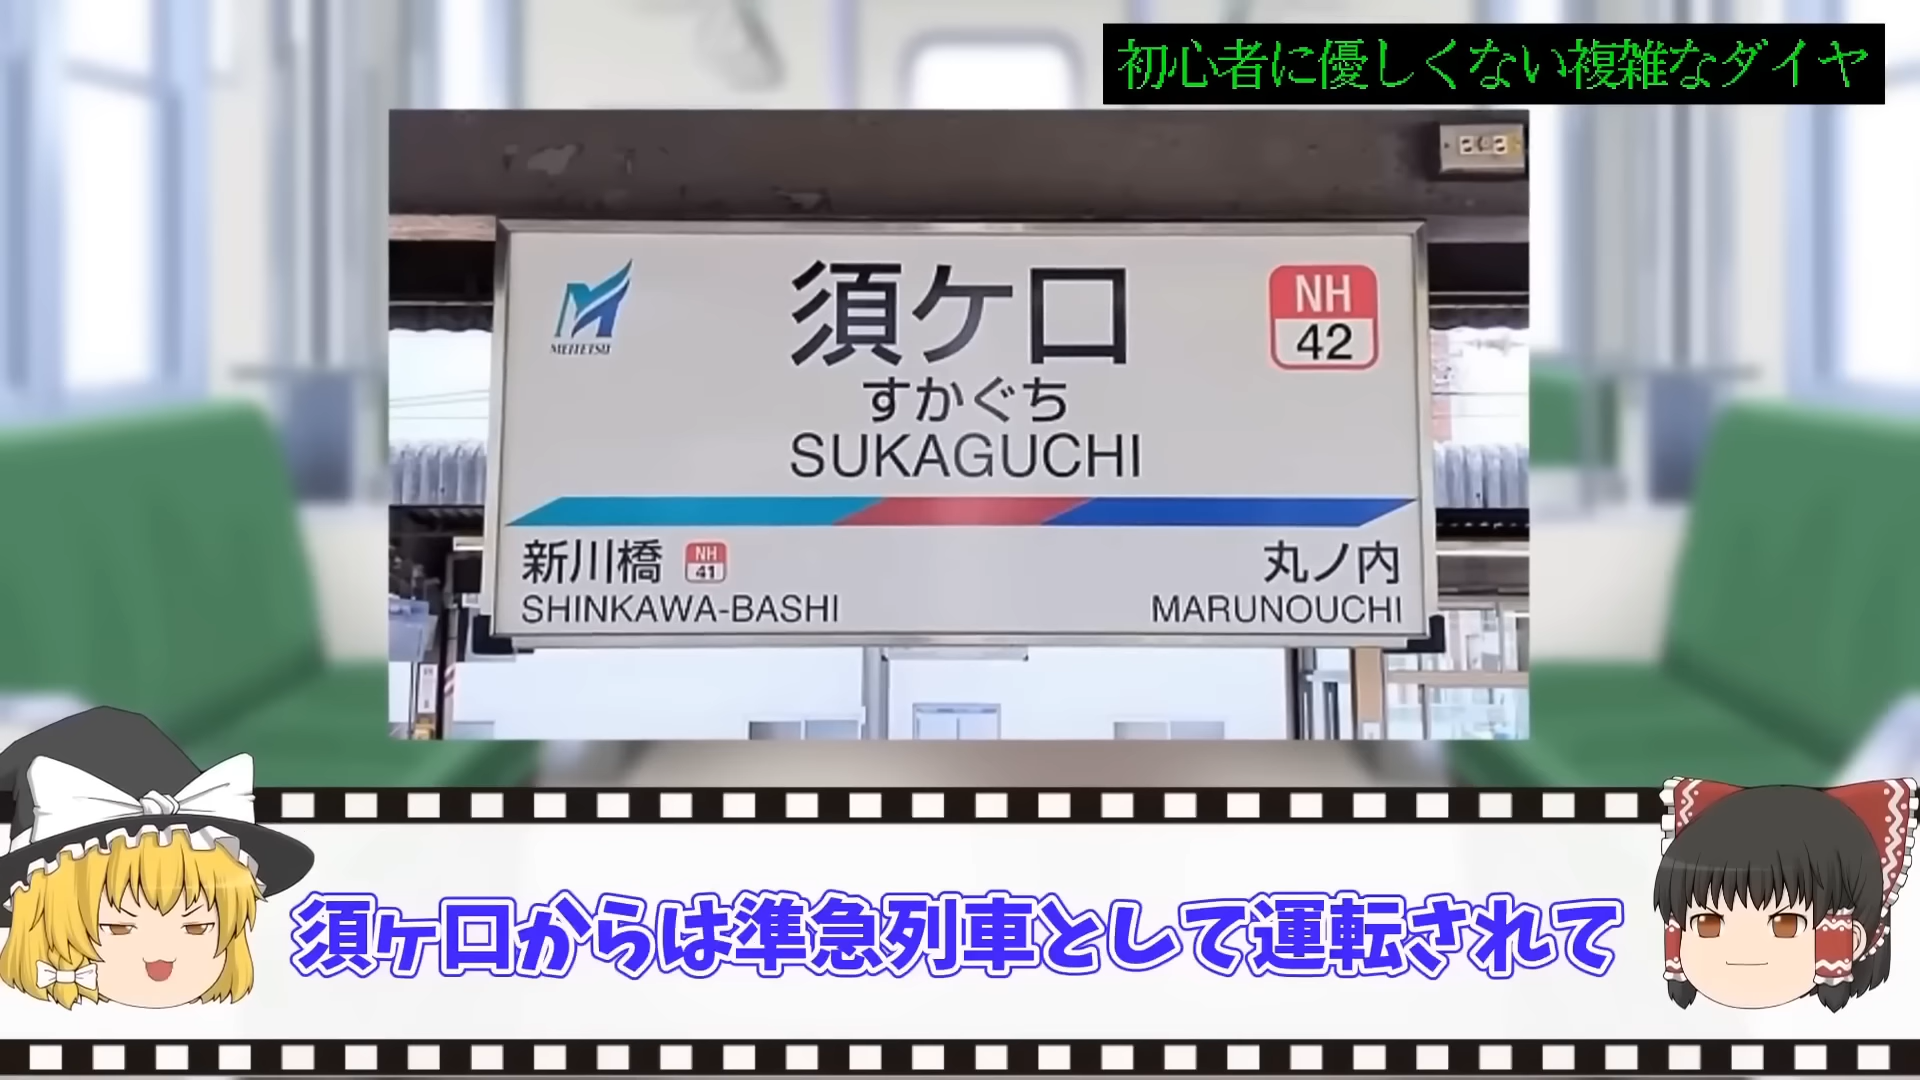 初心者に優しくない複雑なダイヤ
MEITETSU
須ケ口
NH
42
すかぐち
SUKAGUCHI
新川橋
NH
41
丸ノ内
SHINKAWA-BASHI
MARUNOUCHI
須ヶ口からは準急列車として運転されて